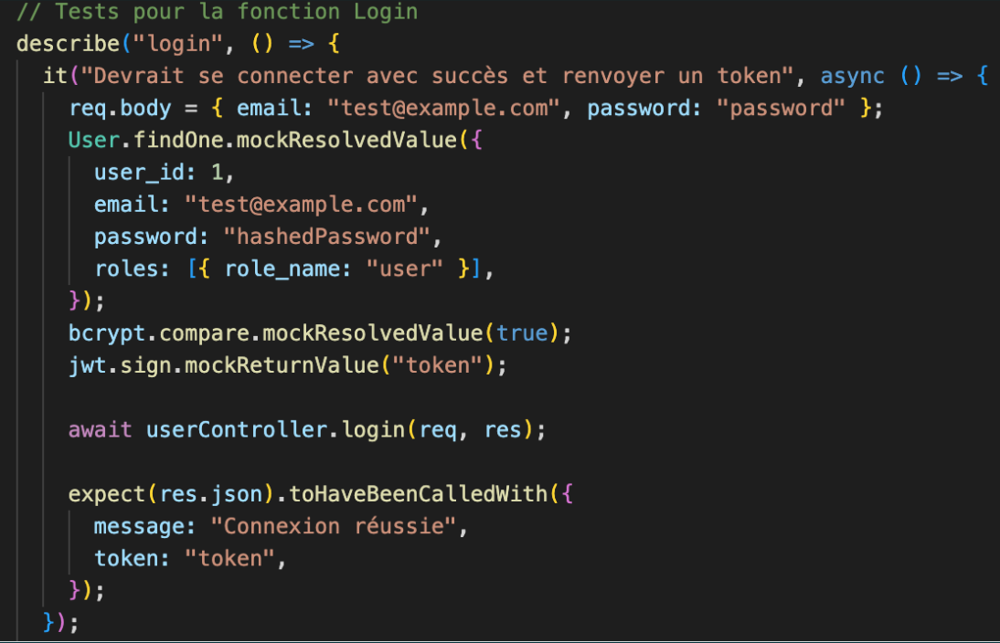 // Tests pour la fonction Login
describe("login", () => {
it("Devrait se connecter avec succès et renvoyer un token", async () => {
req.body = { email: "test@example.com", password: "password" };
User.findOne.mockResolvedValue({
user_id: 1,
email: "test@example.com",
password: "hashedPassword",
roles: [{ role_name: "user" }],
});
bcrypt.compare.mockResolvedValue(true);
jwt.sign.mockReturnValue("token");
await userController.login(req, res);
expect(res.json).toHaveBeenCalledWith({
message: "Connexion réussie",
token: "token",
});
});